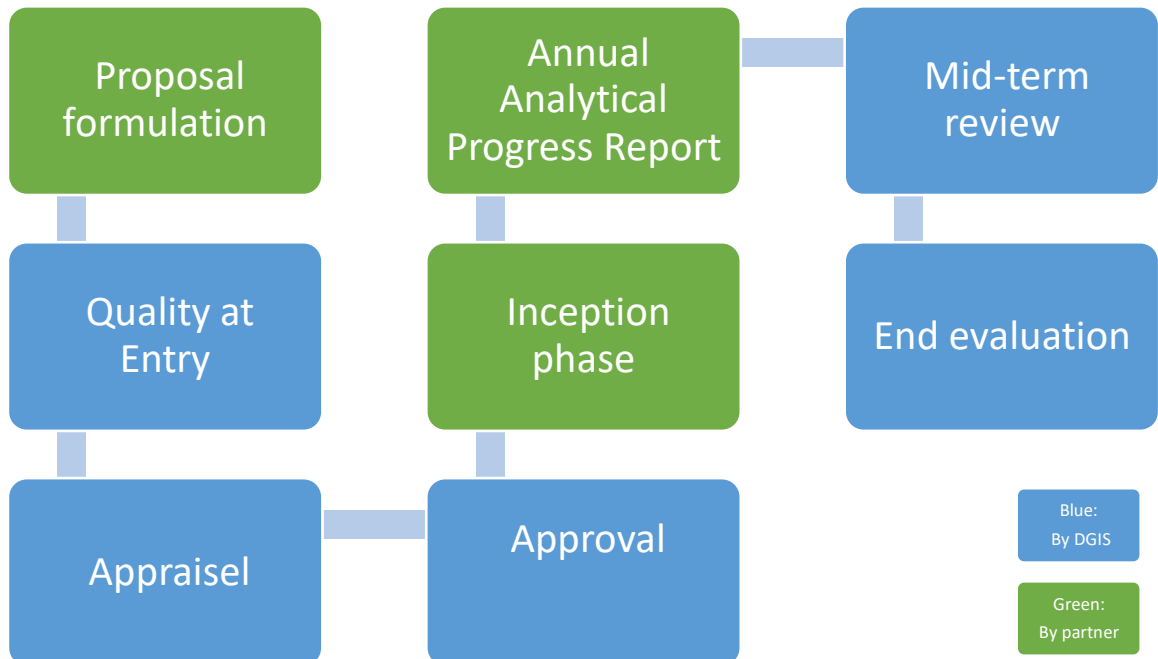 Proposal
formulation
Quality at
Entry
Appraisel
Approval
Inception
phase
Annual
Analytical
Progress Report
Mid-term
review
End evaluation
Blue:
By DGIS
Green:
By partner